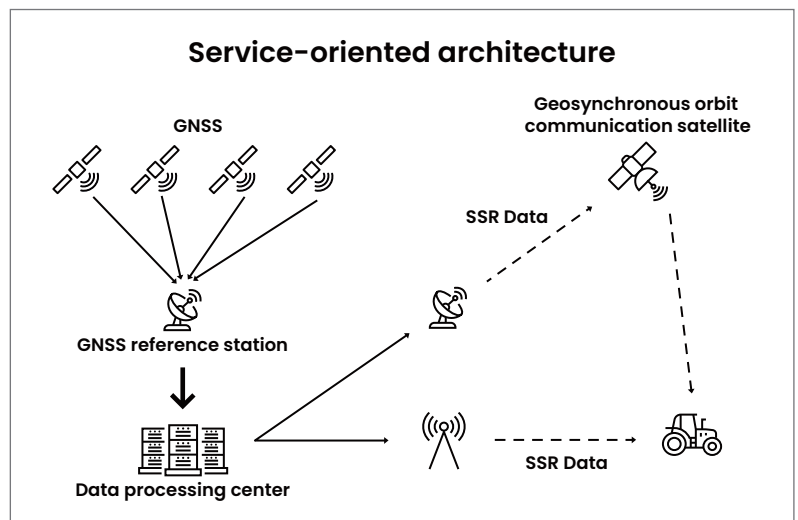 Service-oriented architecture
GNSS
Geosynchronous orbit
communication satellite
SSR Data
GNSS reference station
Data processing center
SSR Data